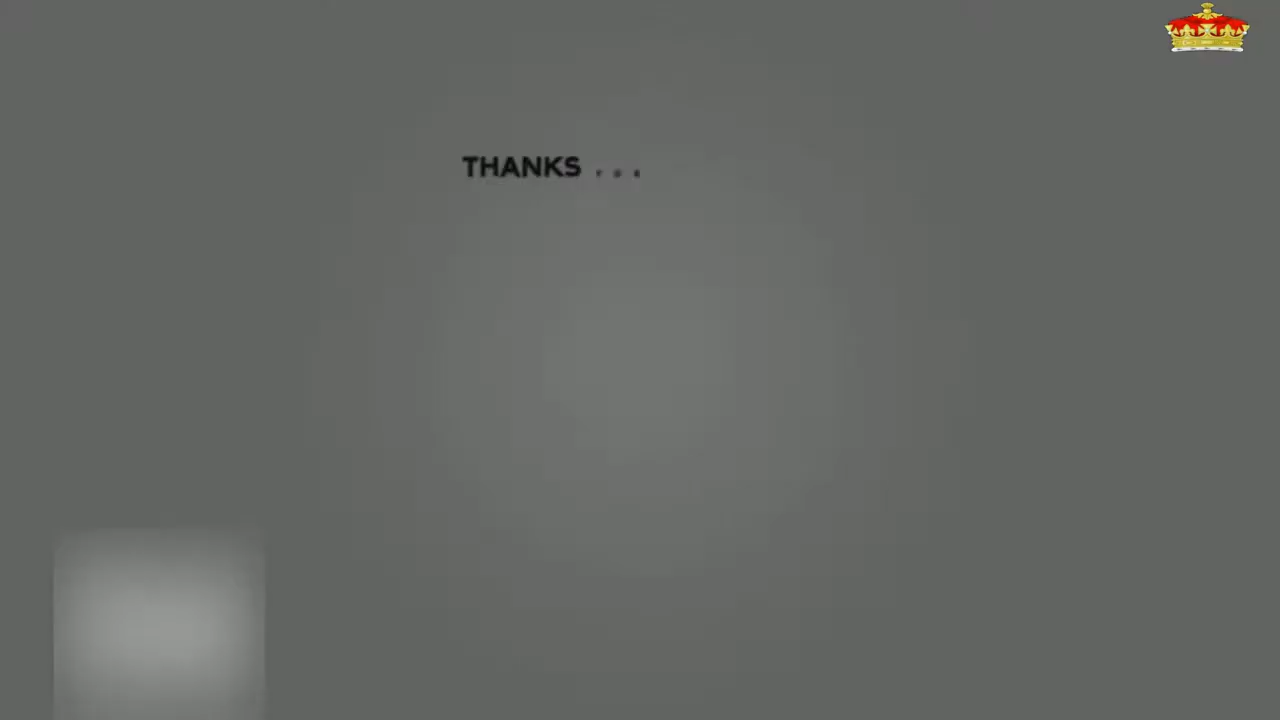 THANKS . . .